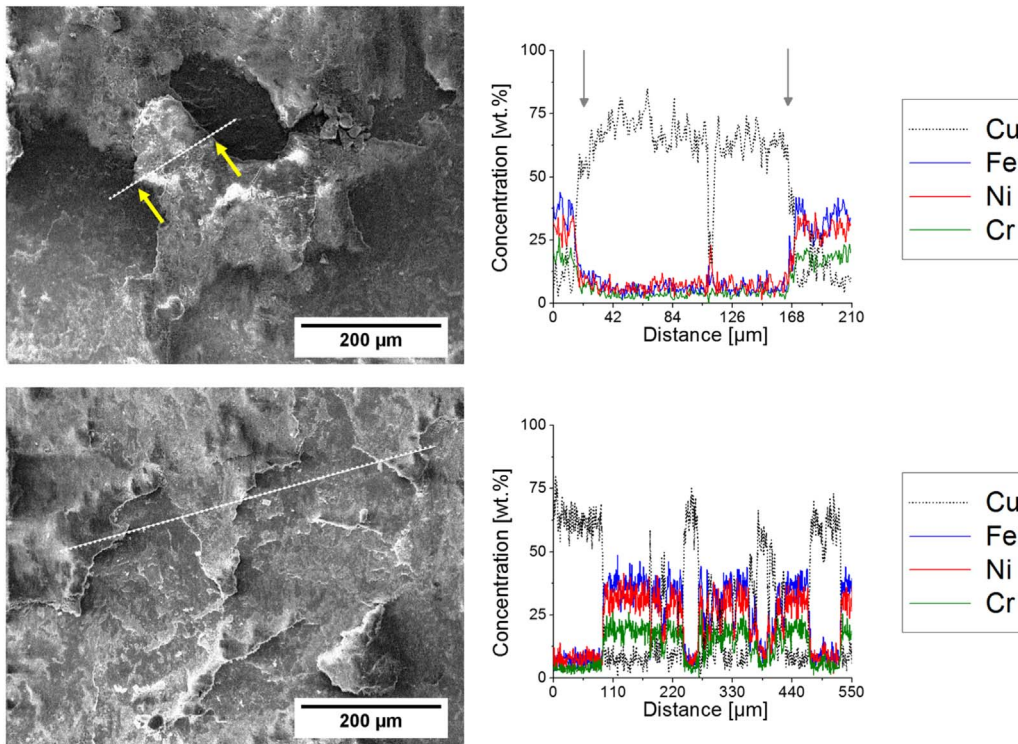 200 µm
Concentration [wt.%]
100
75
50
25
0
0 42 84 126 168 210
Distance [µm]
Cu
Fe
Ni
Cr
200 µm
Concentration [wt.%]
100
75
50
25
0
0 110 220 330 440 550
Distance [µm]
Cu
Fe
Ni
Cr